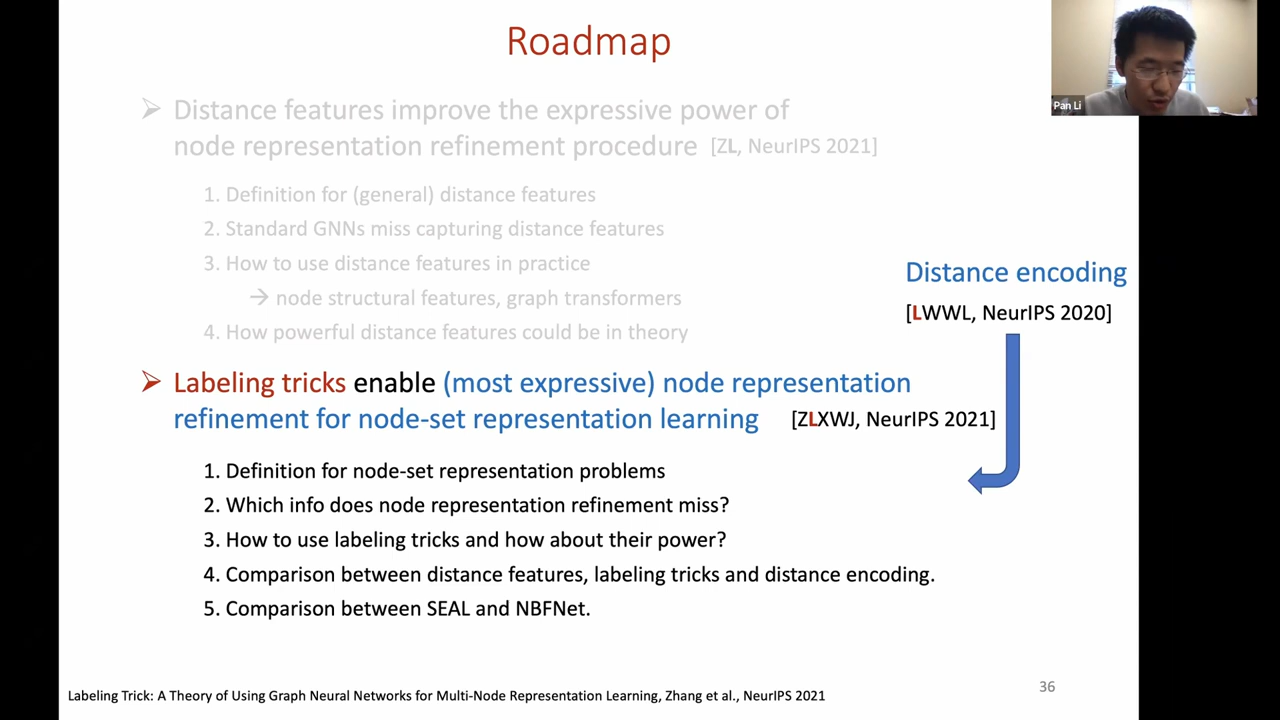 Roadmap
Pan Li
➢ Distance features improve the expressive power of
node representation refinement procedure [ZL, NeurIPS 2021]
1. Definition for (general) distance features
2. Standard GNNs miss capturing distance features
3. How to use distance features in practice
→ node structural features, graph transformers
4. How powerful distance features could be in theory
Distance encoding
[LWWL, NeurIPS 2020]
➢ Labeling tricks enable (most expressive) node representation
refinement for node-set representation learning [ZLXWJ, NeurIPS 2021]
1. Definition for node-set representation problems
2. Which info does node representation refinement miss?
3. How to use labeling tricks and how about their power?
4. Comparison between distance features, labeling tricks and distance encoding.
5. Comparison between SEAL and NBFNet.
36
Labeling Trick: A Theory of Using Graph Neural Networks for Multi-Node Representation Learning, Zhang et al., NeurIPS 2021